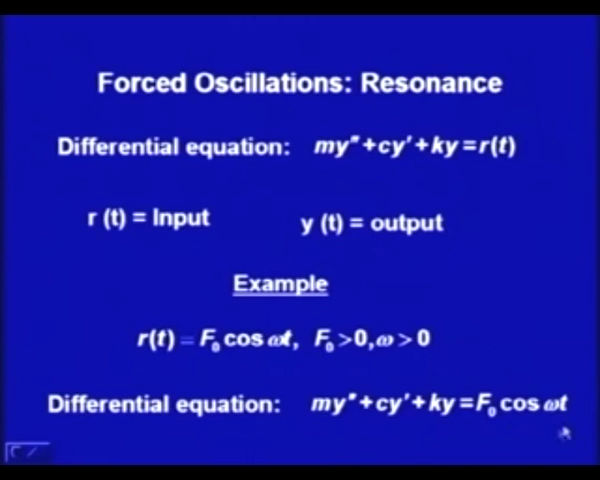 Forced Oscillations: Resonance
Differential equation: my″+cy′+ky=r(t)
r (t) = Input y (t) = output
Example
r(t) = F₀ cos ωt, F₀>0,ω>0
Differential equation: my″+cy′+ky=F₀ cos ωt